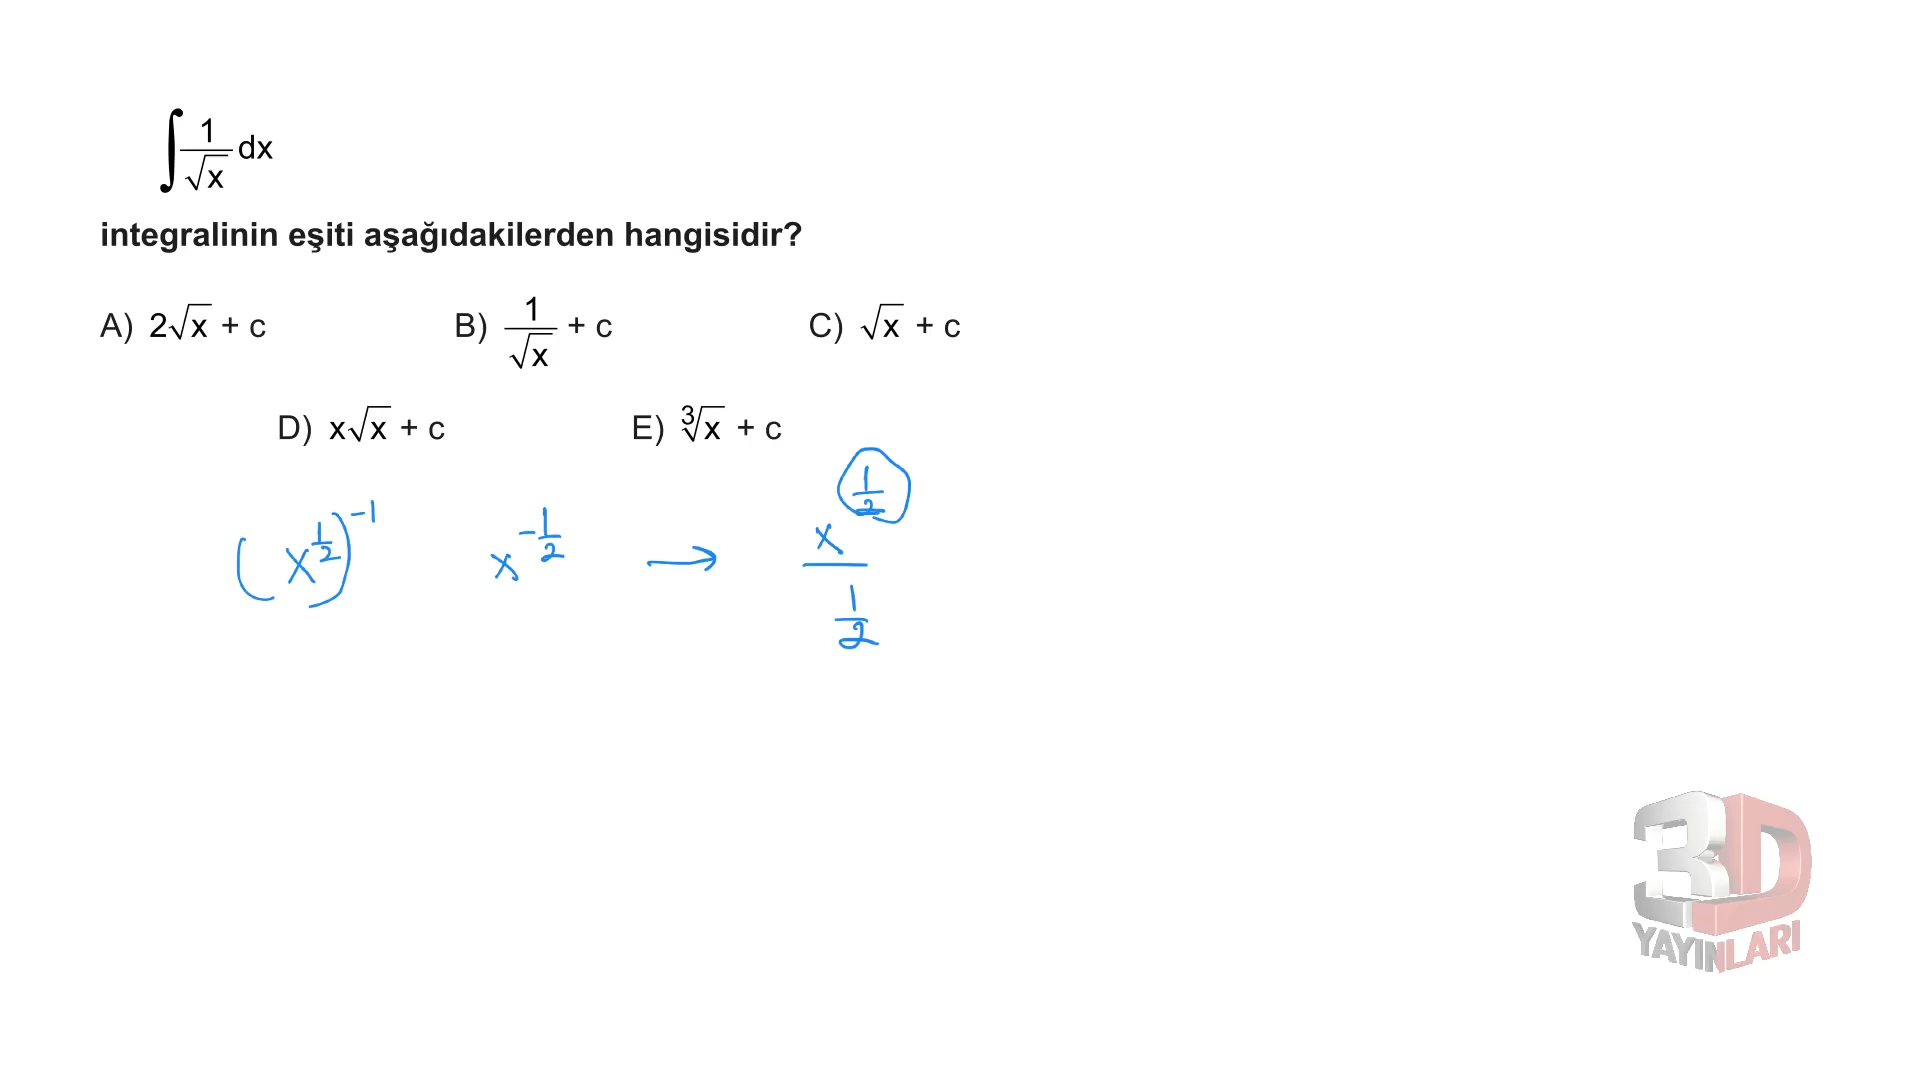 ∫ 1/√x dx
integralinin eşiti aşağıdakilerden hangisidir?
A) 2√x + c B) 1/√x + c C) √x + c
D) x√x + c E) ∛x + c
(x^(1/2))^(-1) x^(-1/2) → x^(1/2) / (1/2)
3D
YAYINLARI